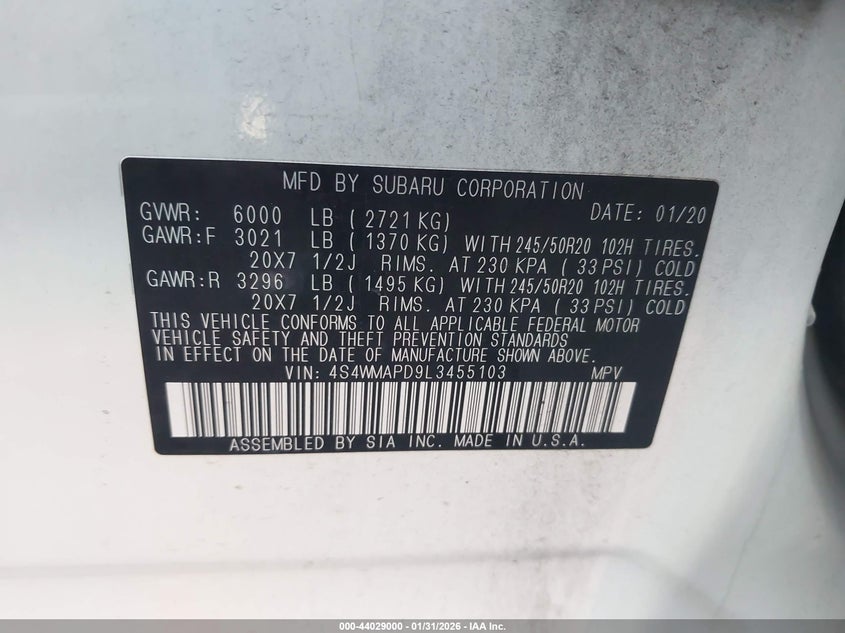 MFD BY SUBARU CORPORATION
GVWR: 6000 LB ( 2721 KG) DATE: 01/20
GAWR:F 3021 LB ( 1370 KG) WITH 245/50R20 102H TIRES.
20X7 1/2J RIMS. AT 230 KPA ( 33 PSI) COLD
GAWR:R 3296 LB ( 1495 KG) WITH 245/50R20 102H TIRES.
20X7 1/2J RIMS. AT 230 KPA ( 33 PSI) COLD
THIS VEHICLE CONFORMS TO ALL APPLICABLE FEDERAL MOTOR
VEHICLE SAFETY AND THEFT PREVENTION STANDARDS
IN EFFECT ON THE DATE OF MANUFACTURE SHOWN ABOVE.
VIN: 4S4WMAPD9L3455103 MPV
ASSEMBLED BY SIA INC. MADE IN U.S.A.
000-44029000 - 01/31/2026 - IAA Inc.